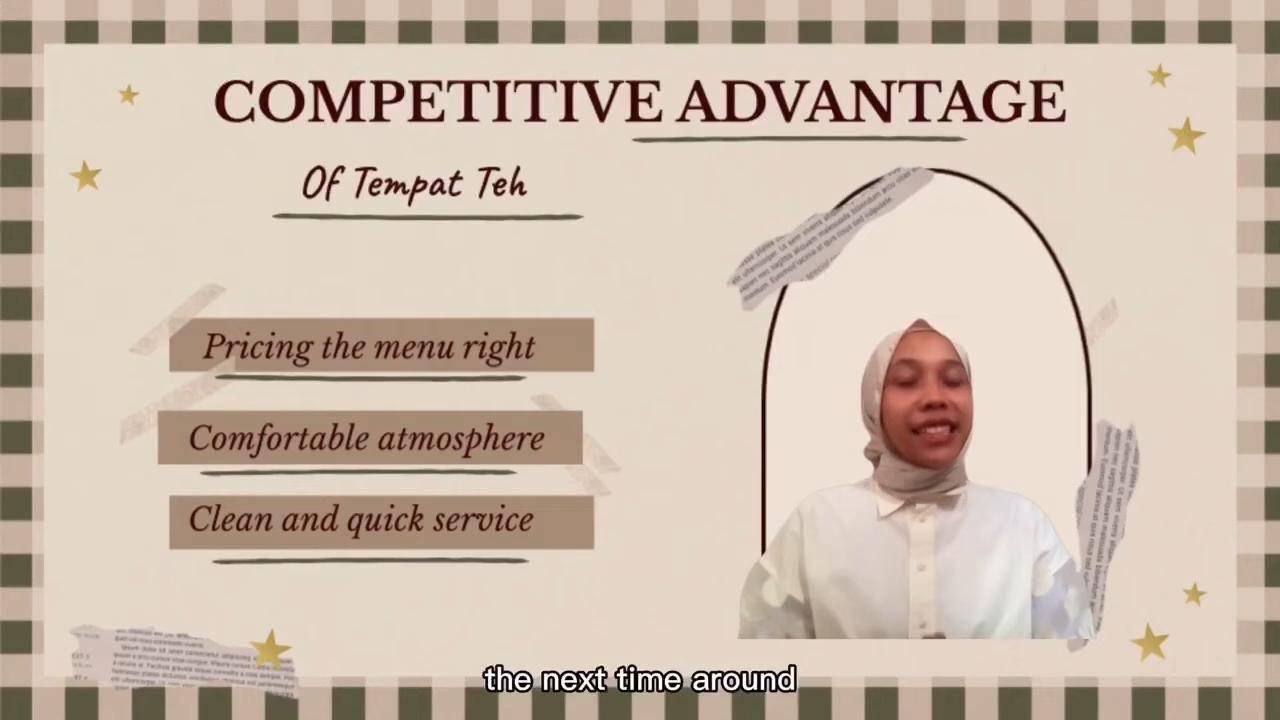 COMPETITIVE ADVANTAGE
Of Tempat Teh
Pricing the menu right
Comfortable atmosphere
Clean and quick service
the next time around